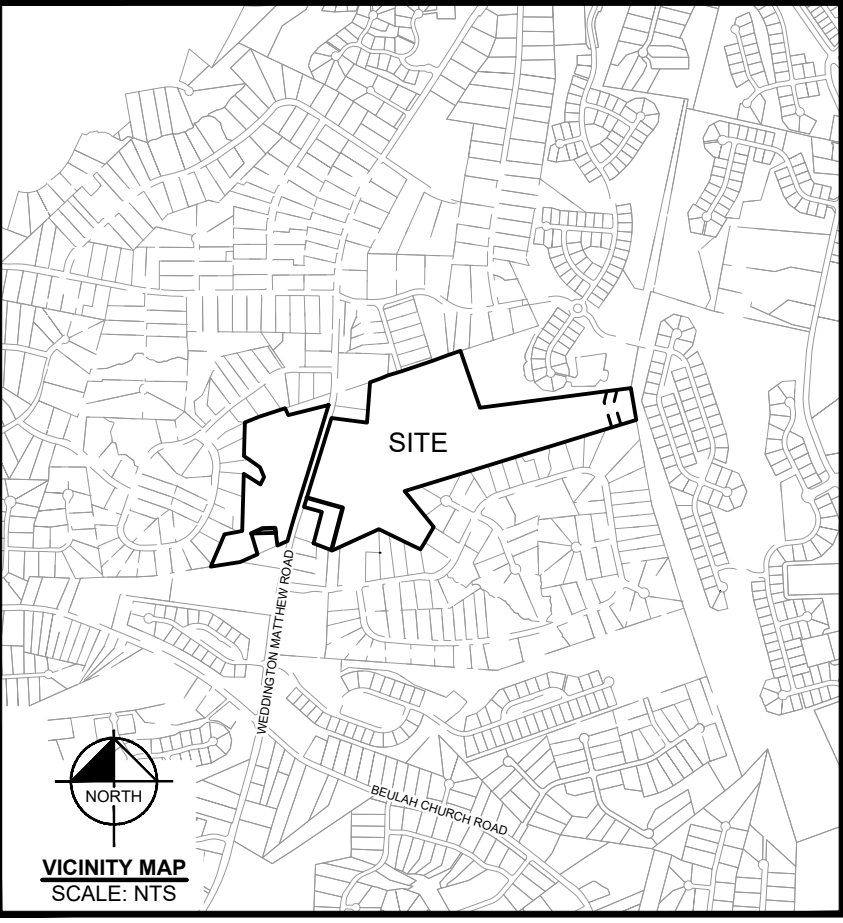 SITE
WEDDINGTON MATTHEW ROAD
BEULAH CHURCH ROAD
NORTH
VICINITY MAP
SCALE: NTS